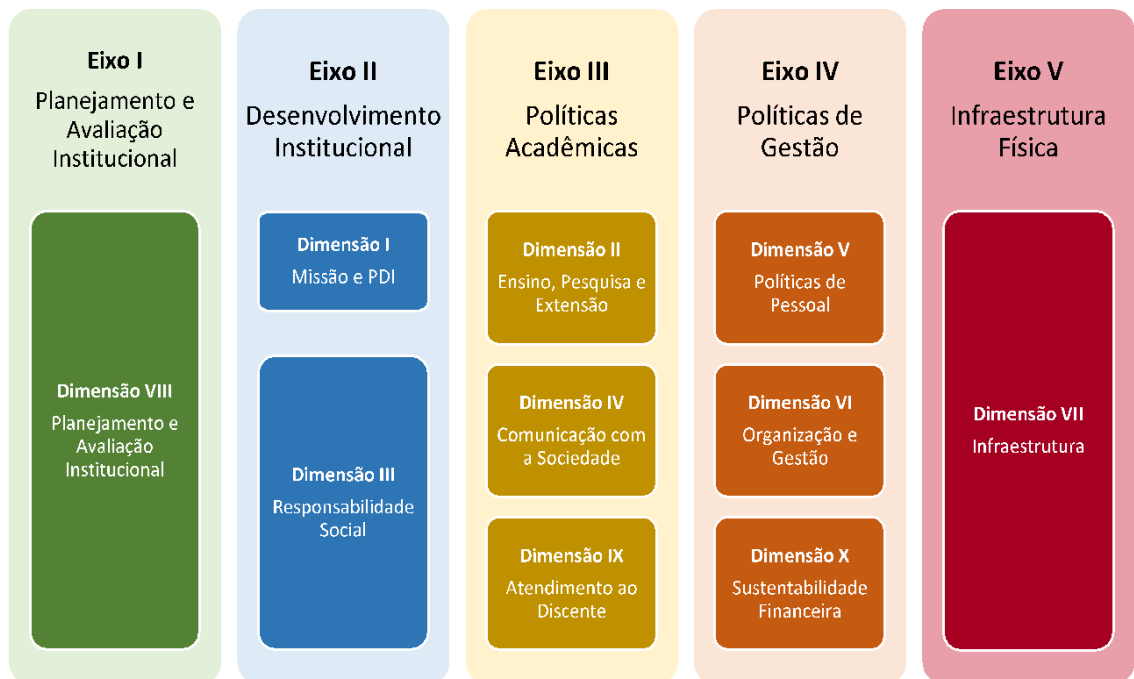 Eixo I
Planejamento e
Avaliação
Institucional
Dimensão VIII
Planejamento e
Avaliação
Institucional
Eixo II
Desenvolvimento
Institucional
Dimensão I
Missão e PDI
Dimensão III
Responsabilidade
Social
Eixo III
Políticas
Acadêmicas
Dimensão II
Ensino, Pesquisa e
Extensão
Dimensão IV
Comunicação com
a Sociedade
Dimensão IX
Atendimento ao
Discente
Eixo IV
Políticas de
Gestão
Dimensão V
Políticas de
Pessoal
Dimensão VI
Organização e
Gestão
Dimensão X
Sustentabilidade
Financeira
Eixo V
Infraestrutura
Física
Dimensão VII
Infraestrutura